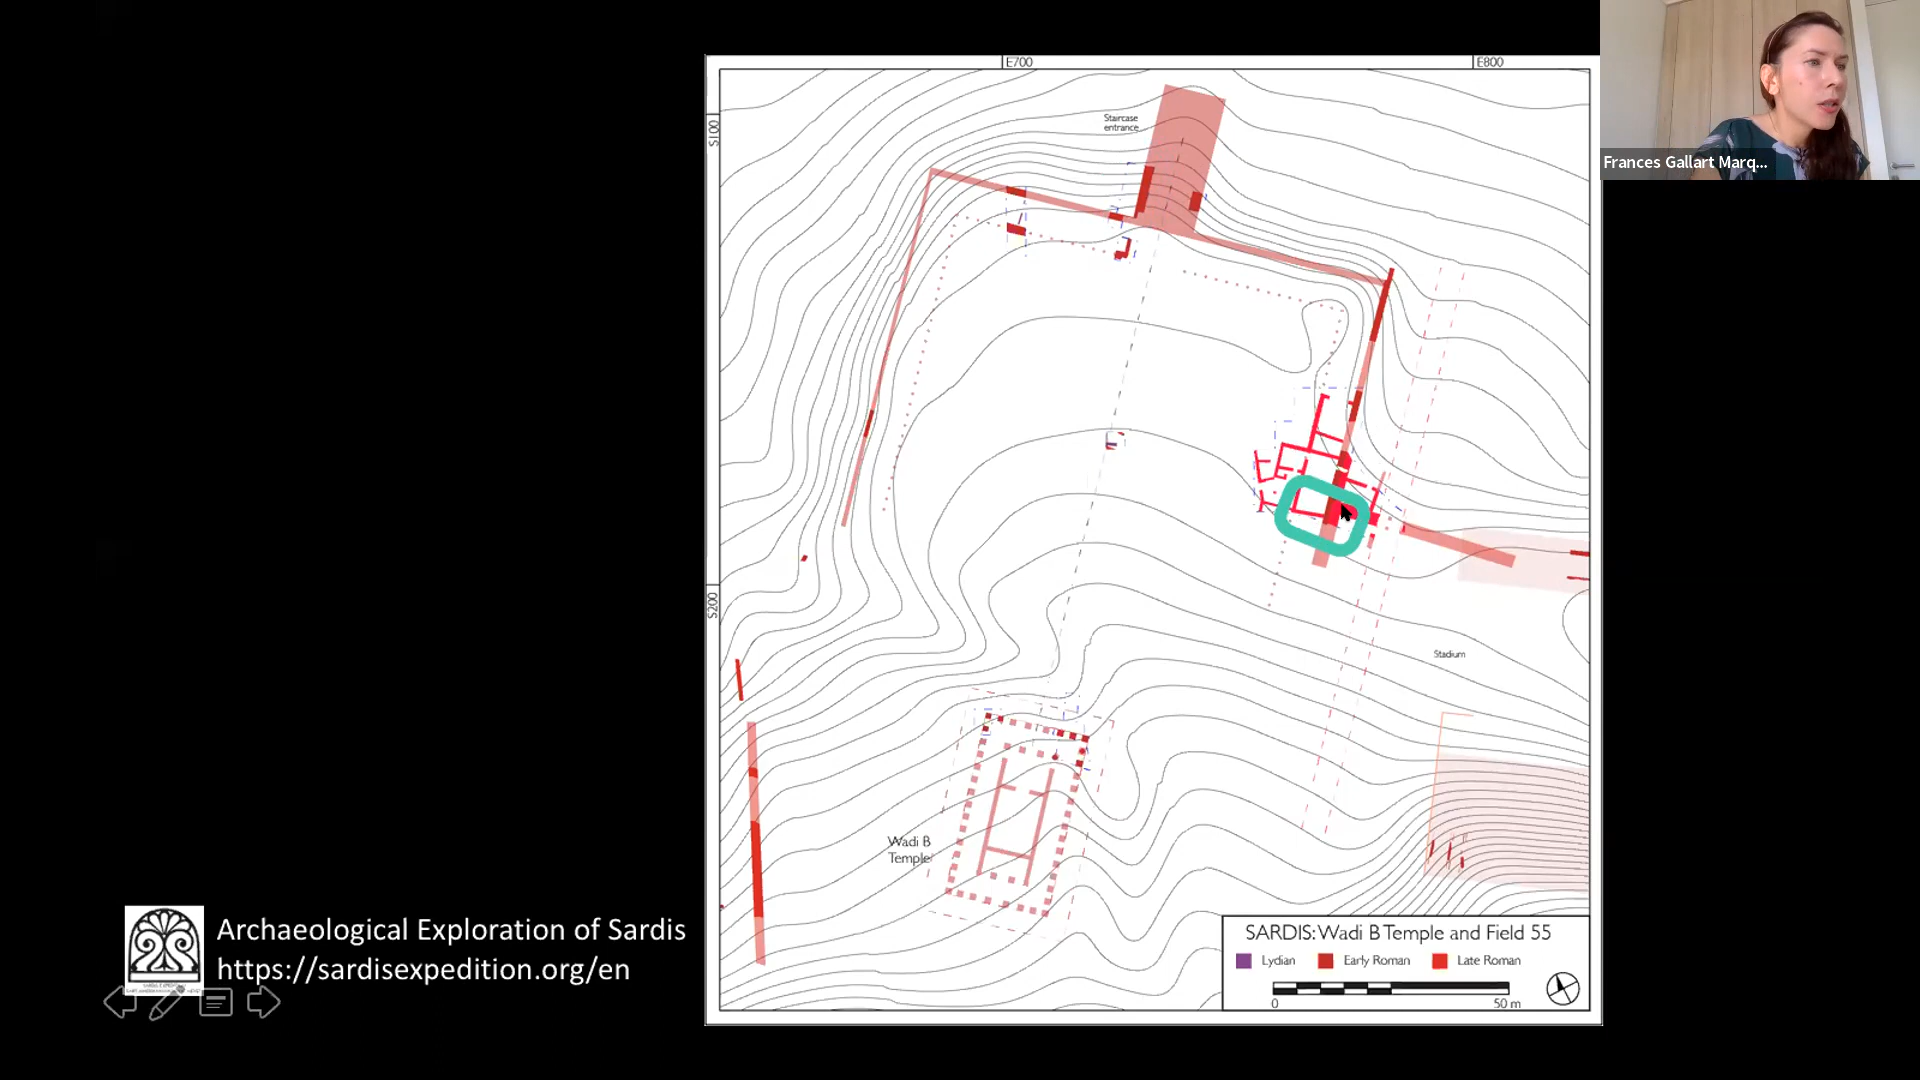 E700
E800
S100
Staircase
entrance
Frances Gallart Marq...
S200
Stadium
Wadi B
Temple
Archaeological Exploration of Sardis
https://sardisexpedition.org/en
SARDIS: Wadi B Temple and Field 55
Lydian
Early Roman
Late Roman
0
50 m